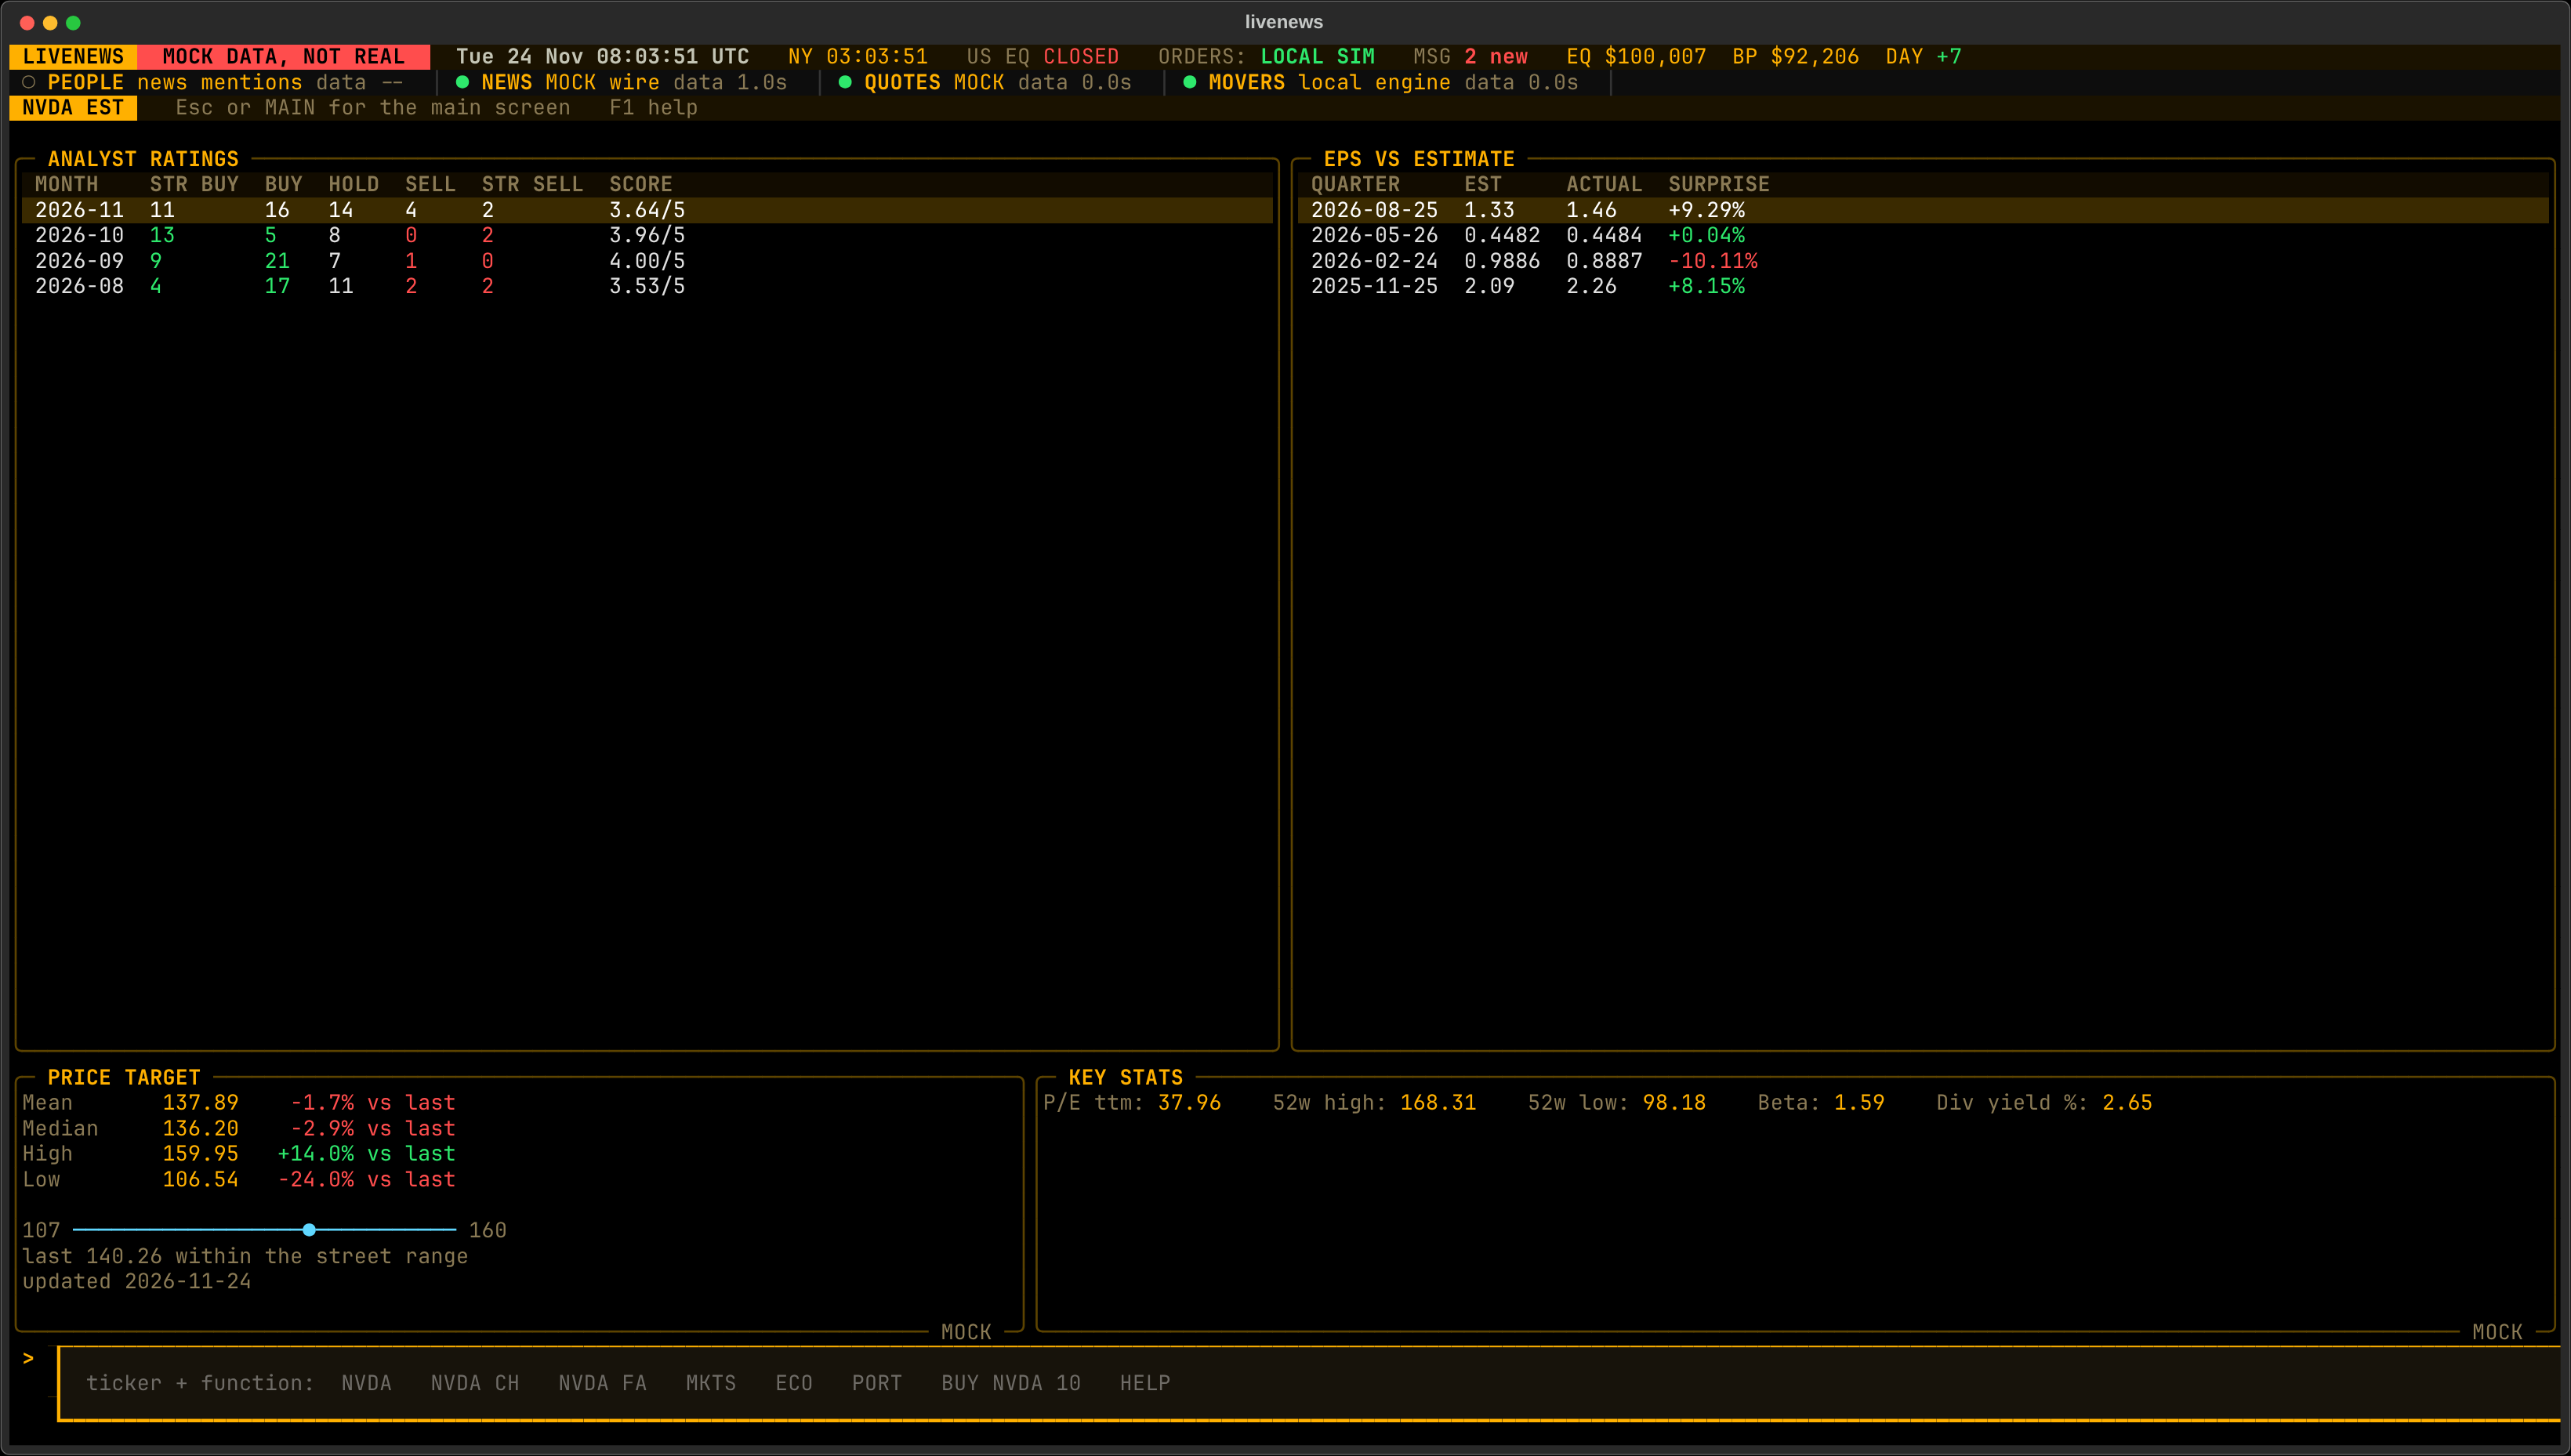 livenews
LIVENEWS MOCK DATA, NOT REAL Tue 24 Nov 08:03:51 UTC NY 03:03:51 US EQ CLOSED ORDERS: LOCAL SIM MSG 2 new EQ $100,007 BP $92,206 DAY +7
○ PEOPLE news mentions data -- │ ● NEWS MOCK wire data 1.0s │ ● QUOTES MOCK data 0.0s │ ● MOVERS local engine data 0.0s │
NVDA EST Esc or MAIN for the main screen F1 help
ANALYST RATINGS
MONTH STR BUY BUY HOLD SELL STR SELL SCORE
2026-11 11 16 14 4 2 3.64/5
2026-10 13 5 8 0 2 3.96/5
2026-09 9 21 7 1 0 4.00/5
2026-08 4 17 11 2 2 3.53/5
EPS VS ESTIMATE
QUARTER EST ACTUAL SURPRISE
2026-08-25 1.33 1.46 +9.29%
2026-05-26 0.4482 0.4484 +0.04%
2026-02-24 0.9886 0.8887 -10.11%
2025-11-25 2.09 2.26 +8.15%
PRICE TARGET
Mean 137.89 -1.7% vs last
Median 136.20 -2.9% vs last
High 159.95 +14.0% vs last
Low 106.54 -24.0% vs last
107 160
last 140.26 within the street range
updated 2026-11-24
MOCK
KEY STATS
P/E ttm: 37.96 52w high: 168.31 52w low: 98.18 Beta: 1.59 Div yield %: 2.65
MOCK
>
ticker + function: NVDA NVDA CH NVDA FA MKTS ECO PORT BUY NVDA 10 HELP